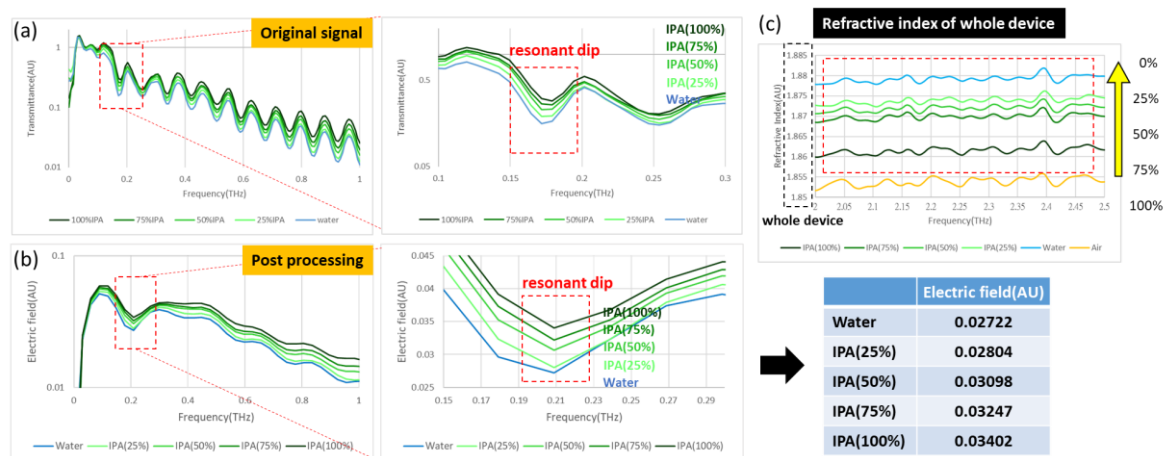 (a)
Original signal
Transmittance(AU)
1
0.1
0.01
0
0.2
0.4
0.6
0.8
1
Frequency(THz)
100%IPA
75%IPA
50%IPA
25%IPA
water
resonant dip
IPA(100%)
IPA(75%)
IPA(50%)
IPA(25%)
Water
Transmittance(AU)
0.5
0.05
0.1
0.15
0.2
0.25
0.3
Frequency(THz)
100%IPA
75%IPA
50%IPA
25%IPA
water
(b)
Post processing
Electric field(AU)
0.1
0.01
0
0.2
0.4
0.6
0.8
1
Frequency(THz)
Water
IPA(25%)
IPA(50%)
IPA(75%)
IPA(100%)
resonant dip
IPA(100%)
IPA(75%)
IPA(50%)
IPA(25%)
Water
Electric field(AU)
0.045
0.04
0.035
0.03
0.025
0.15
0.17
0.19
0.21
0.23
0.25
0.27
0.29
Frequency(THz)
Water
IPA(25%)
IPA(50%)
IPA(75%)
IPA(100%)
(c)
Refractive index of whole device
Refractive Index(AU)
1.885
1.88
1.875
1.87
1.865
1.86
1.855
1.85
2
2.05
2.1
2.15
2.2
2.25
2.3
2.35
2.4
2.45
2.5
whole device
Frequency(THz)
IPA(100%)
IPA(75%)
IPA(50%)
IPA(25%)
Water
Air
0%
25%
50%
75%
100%
Electric field(AU)
Water 0.02722
IPA(25%) 0.02804
IPA(50%) 0.03098
IPA(75%) 0.03247
IPA(100%) 0.03402